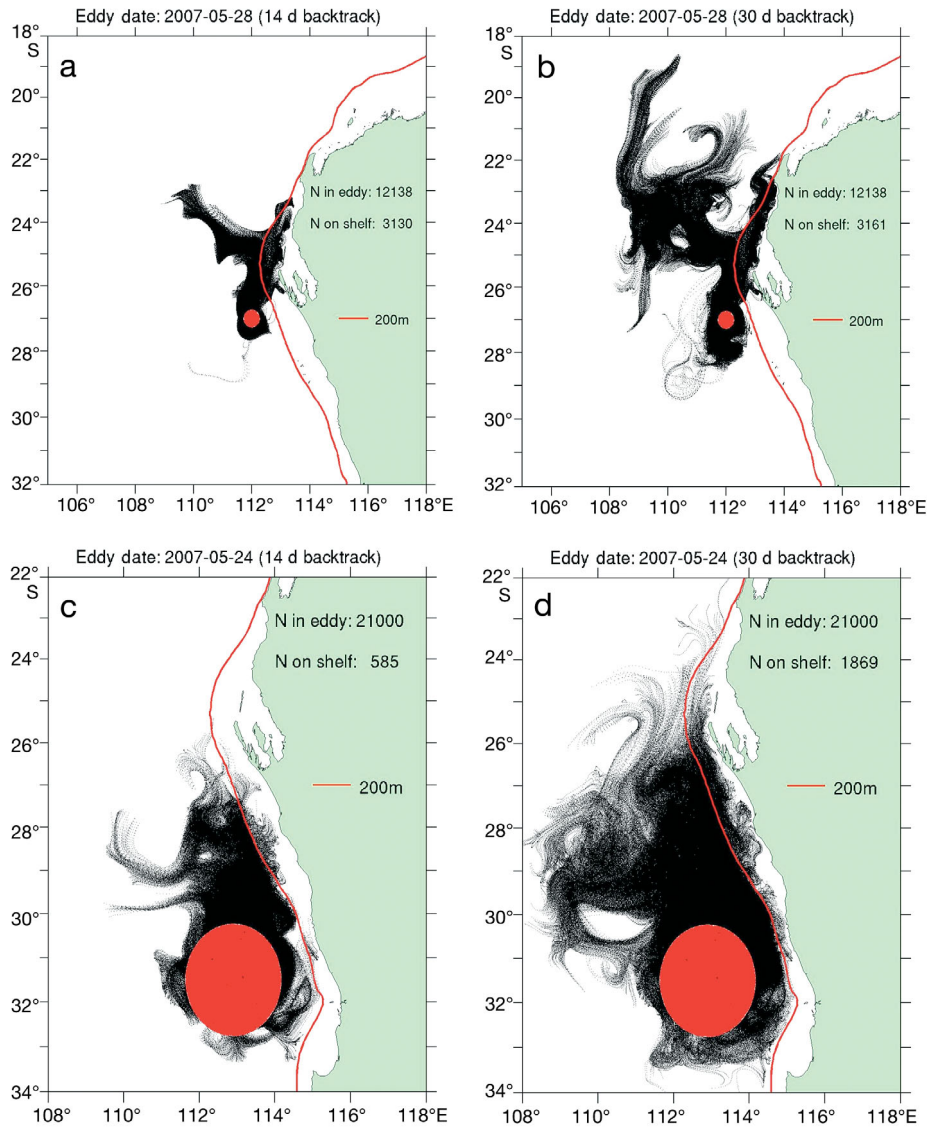 Eddy date: 2007-05-28 (14 d backtrack)
18°
S
a
20°
22°
N in eddy: 12138
24°
N on shelf: 3130
26°
200m
28°
30°
32°
106° 108° 110° 112° 114° 116° 118°E
Eddy date: 2007-05-28 (30 d backtrack)
18°
S
b
20°
22°
N in eddy: 12138
24°
N on shelf: 3161
26°
200m
28°
30°
32°
106° 108° 110° 112° 114° 116° 118°E
Eddy date: 2007-05-24 (14 d backtrack)
22°
S
c
N in eddy: 21000
24°
N on shelf: 585
26°
200m
28°
30°
32°
34°
108° 110° 112° 114° 116° 118°
Eddy date: 2007-05-24 (30 d backtrack)
22°
S
d
N in eddy: 21000
24°
N on shelf: 1869
26°
200m
28°
30°
32°
34°
108° 110° 112° 114° 116° 118°E